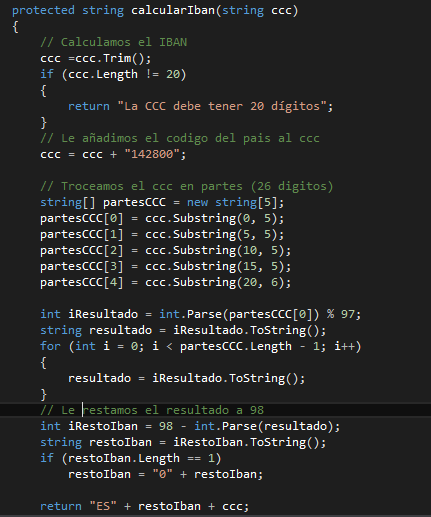 protected string calcularIban(string ccc)
{
// Calculamos el IBAN
ccc =ccc.Trim();
if (ccc.Length != 20)
{
return "La CCC debe tener 20 dígitos";
}
// Le añadimos el codigo del pais al ccc
ccc = ccc + "142800";
// Troceamos el ccc en partes (26 digitos)
string[] partesCCC = new string[5];
partesCCC[0] = ccc.Substring(0, 5);
partesCCC[1] = ccc.Substring(5, 5);
partesCCC[2] = ccc.Substring(10, 5);
partesCCC[3] = ccc.Substring(15, 5);
partesCCC[4] = ccc.Substring(20, 6);
int iResultado = int.Parse(partesCCC[0]) % 97;
string resultado = iResultado.ToString();
for (int i = 0; i < partesCCC.Length - 1; i++)
{
resultado = iResultado.ToString();
}
// Le restamos el resultado a 98
int iRestoIban = 98 - int.Parse(resultado);
string restoIban = iRestoIban.ToString();
if (restoIban.Length == 1)
restoIban = "0" + restoIban;
return "ES" + restoIban + ccc;